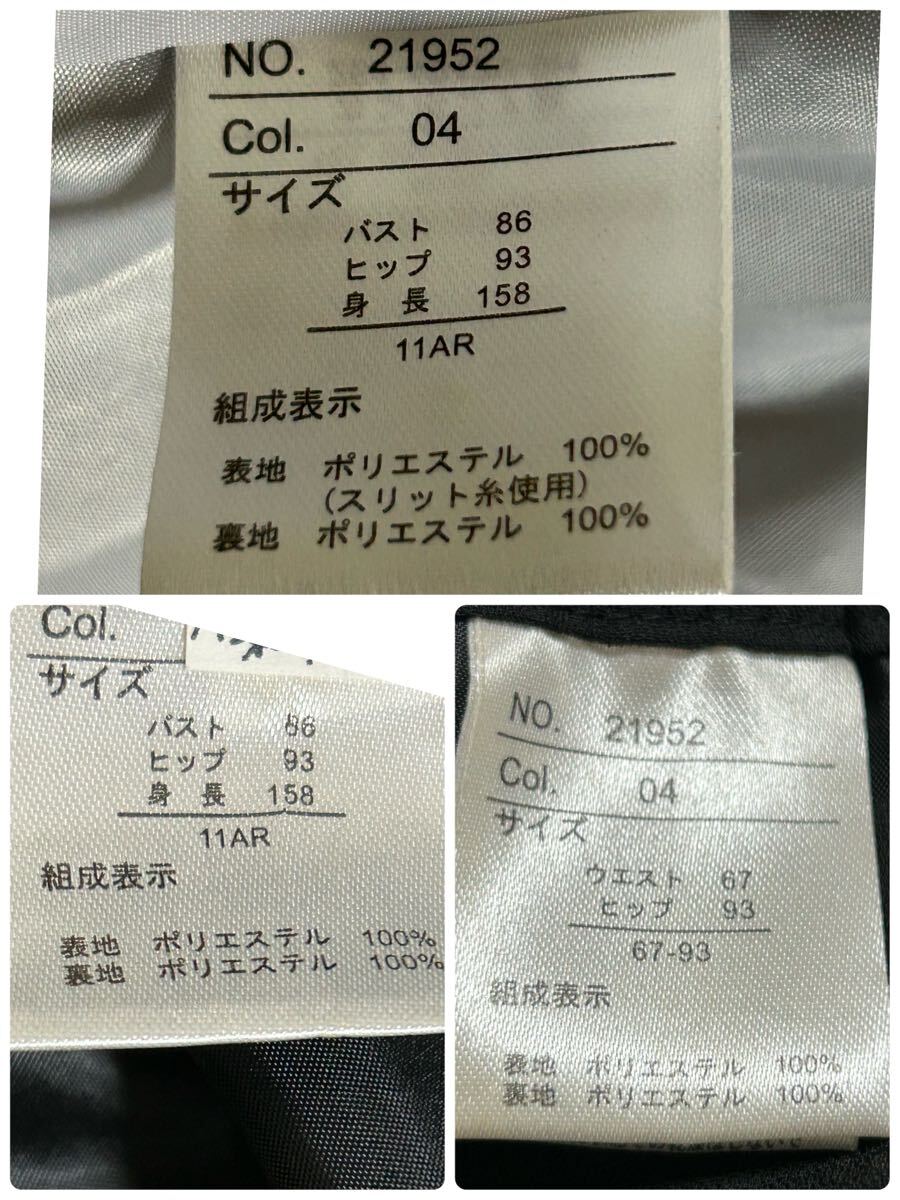 NO. 21952
Col. 04
サイズ
バスト 86
ヒップ 93
身長 158
11AR
組成表示
表地 ポリエステル 100%
(スリット糸使用)
裏地 ポリエステル 100%
Col.
サイズ
バスト 86
ヒップ 93
身長 158
11AR
組成表示
表地 ポリエステル 100%
裏地 ポリエステル 100%
NO. 21952
Col. 04
サイズ
ウエスト 67
ヒップ 93
67-93
組成表示
表地 ポリエステル 100%
裏地 ポリエステル 100%